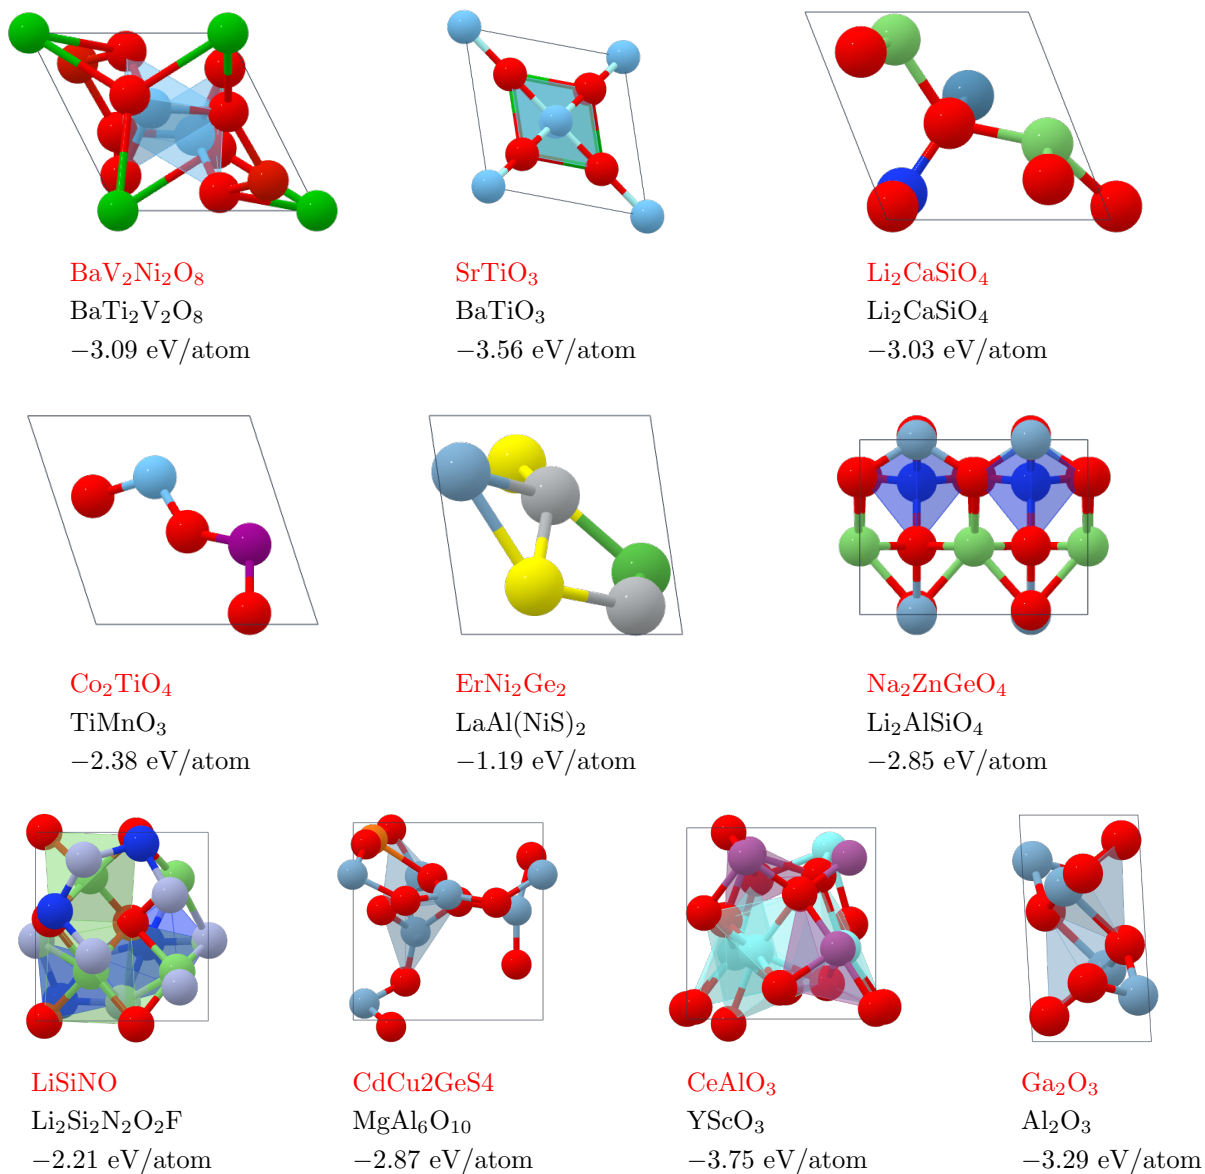 BaV₂Ni₂O₈ SrTiO₃ Li₂CaSiO₄
BaTi₂V₂O₈ BaTiO₃ Li₂CaSiO₄
−3.09 eV/atom −3.56 eV/atom −3.03 eV/atom
Co₂TiO₄ ErNi₂Ge₂ Na₂ZnGeO₄
TiMnO₃ LaAl(NiS)₂ Li₂AlSiO₄
−2.38 eV/atom −1.19 eV/atom −2.85 eV/atom
LiSiNO CdCu2GeS4 CeAlO₃ Ga₂O₃
Li₂Si₂N₂O₂F MgAl₆O₁₀ YScO₃ Al₂O₃
−2.21 eV/atom −2.87 eV/atom −3.75 eV/atom −3.29 eV/atom